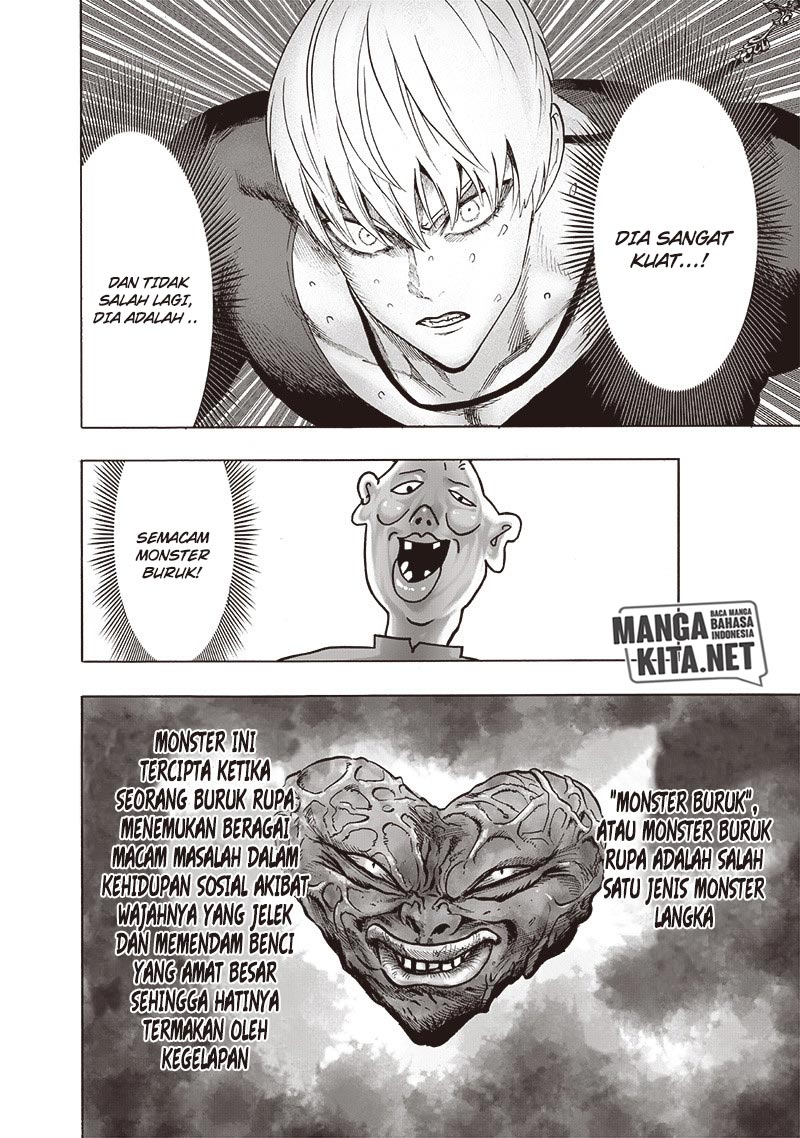 DIA SANGAT
KUAT...!
DAN TIDAK
SALAH LAGI,
DIA ADALAH ..
SEMACAM
MONSTER
BURUK!
MANGA
KITA.NET
BACA MANGA
BAHASA
INDONESIA
"MONSTER BURUK",
ATAU MONSTER BURUK
RUPA ADALAH SALAH
SATU JENIS MONSTER
LANGKA
MONSTER INI
TERCIPTA KETIKA
SEORANG BURUK RUPA
MENEMUKAN BERAGAI
MACAM MASALAH DALAM
KEHIDUPAN SOSIAL AKIBAT
WAJAHNYA YANG JELEK
DAN MEMENDAM BENCI
YANG AMAT BESAR
SEHINGGA HATINYA
TERMAKAN OLEH
KEGELAPAN